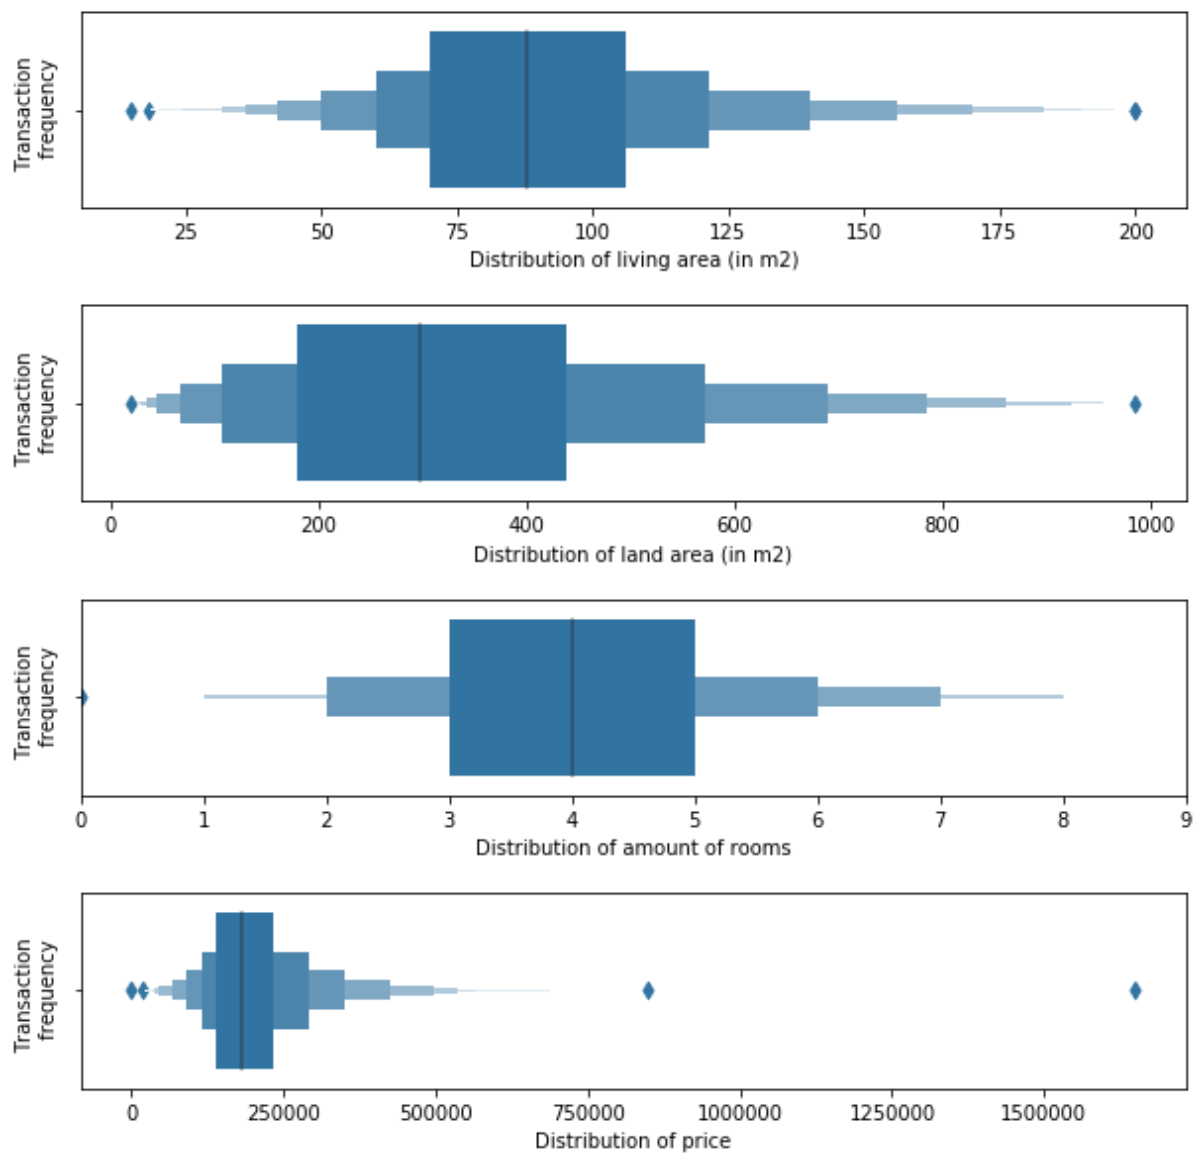 Transaction
frequency
25 50 75 100 125 150 175 200
Distribution of living area (in m2)
Transaction
frequency
0 200 400 600 800 1000
Distribution of land area (in m2)
Transaction
frequency
0 1 2 3 4 5 6 7 8 9
Distribution of amount of rooms
Transaction
frequency
0 250000 500000 750000 1000000 1250000 1500000
Distribution of price